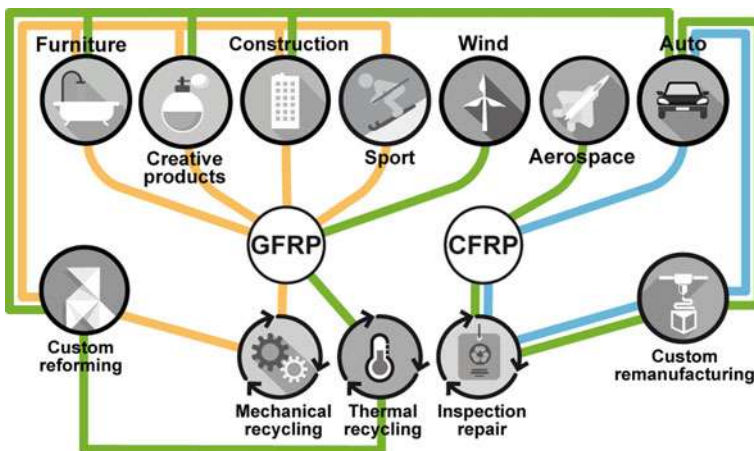 Furniture
Construction
Wind
Auto
Creative
products
Sport
Aerospace
GFRP
CFRP
Custom
reforming
Mechanical
recycling
Thermal
recycling
Inspection
repair
Custom
remanufacturing